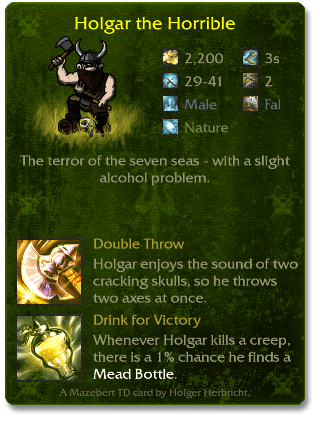 Holgar the Horrible
2,200 3s
29-41 2
Male Fal
Nature
The terror of the seven seas - with a slight
alcohol problem.
Double Throw
Holgar enjoys the sound of two
cracking skulls, so he throws
two axes at once.
Drink for Victory
Whenever Holgar kills a creep,
there is a 1% chance he finds a
Mead Bottle.
A Mazebert TD card by Holger Herbricht.